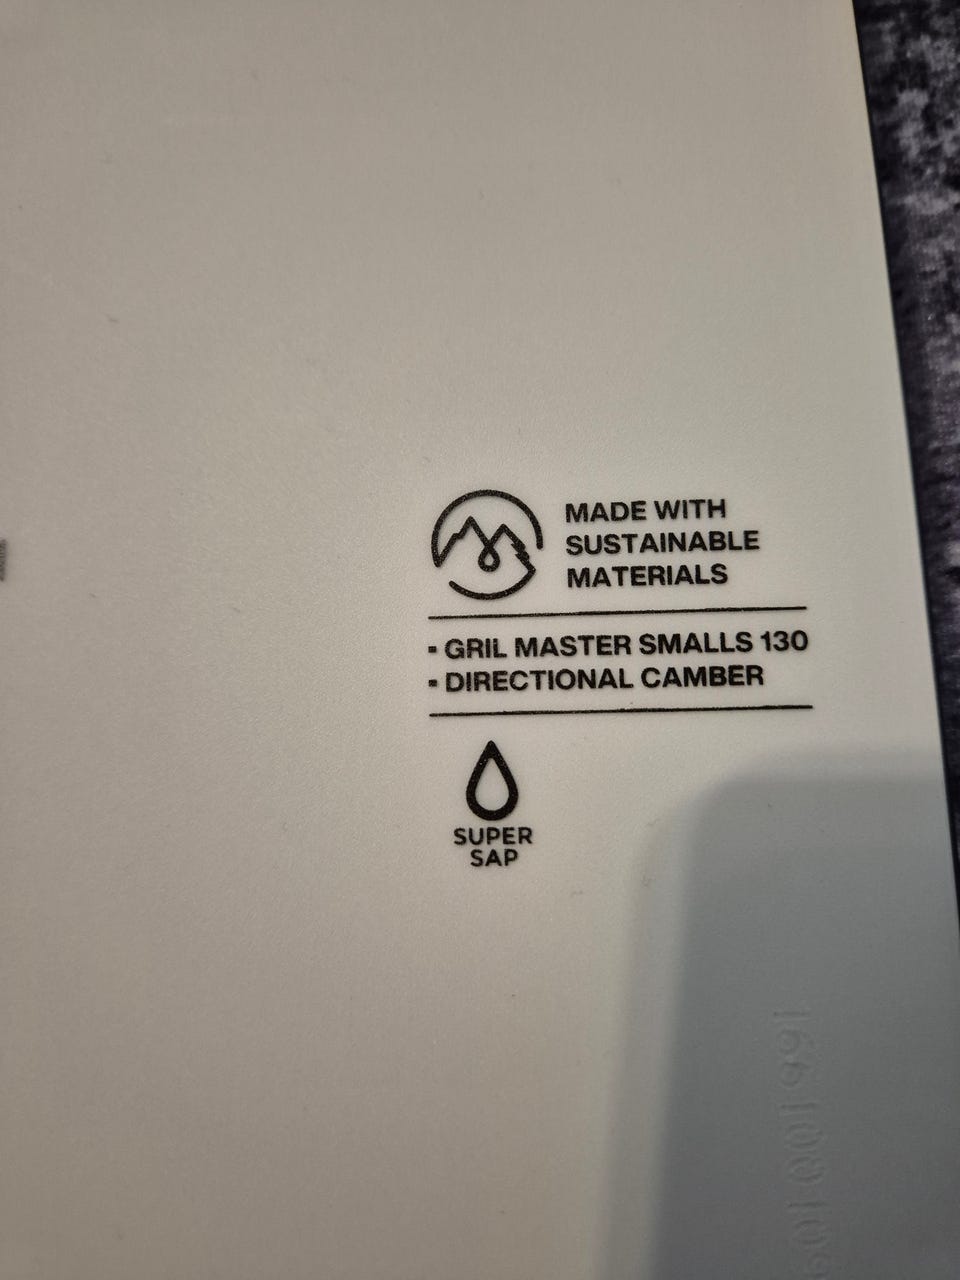 MADE WITH
SUSTAINABLE
MATERIALS
▪ GRIL MASTER SMALLS 130
▪ DIRECTIONAL CAMBER
SUPER
SAP